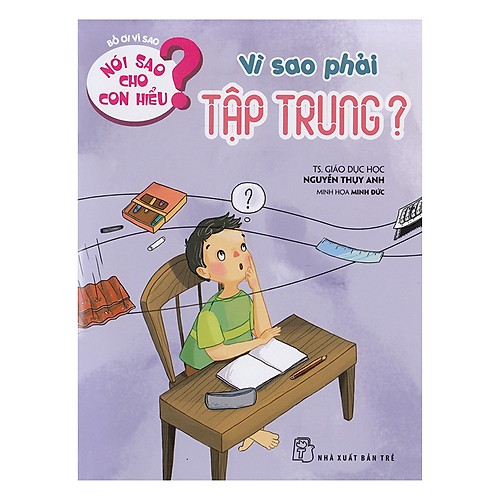 BỐ ƠI VÌ SAO
NÓI SAO
CHO
CON HIỂU
?
Vì sao phải
TẬP TRUNG?
TS. GIÁO DỤC HỌC
NGUYỄN THỤY ANH
MINH HỌA MINH ĐỨC
?
NHÀ XUẤT BẢN TRẺ